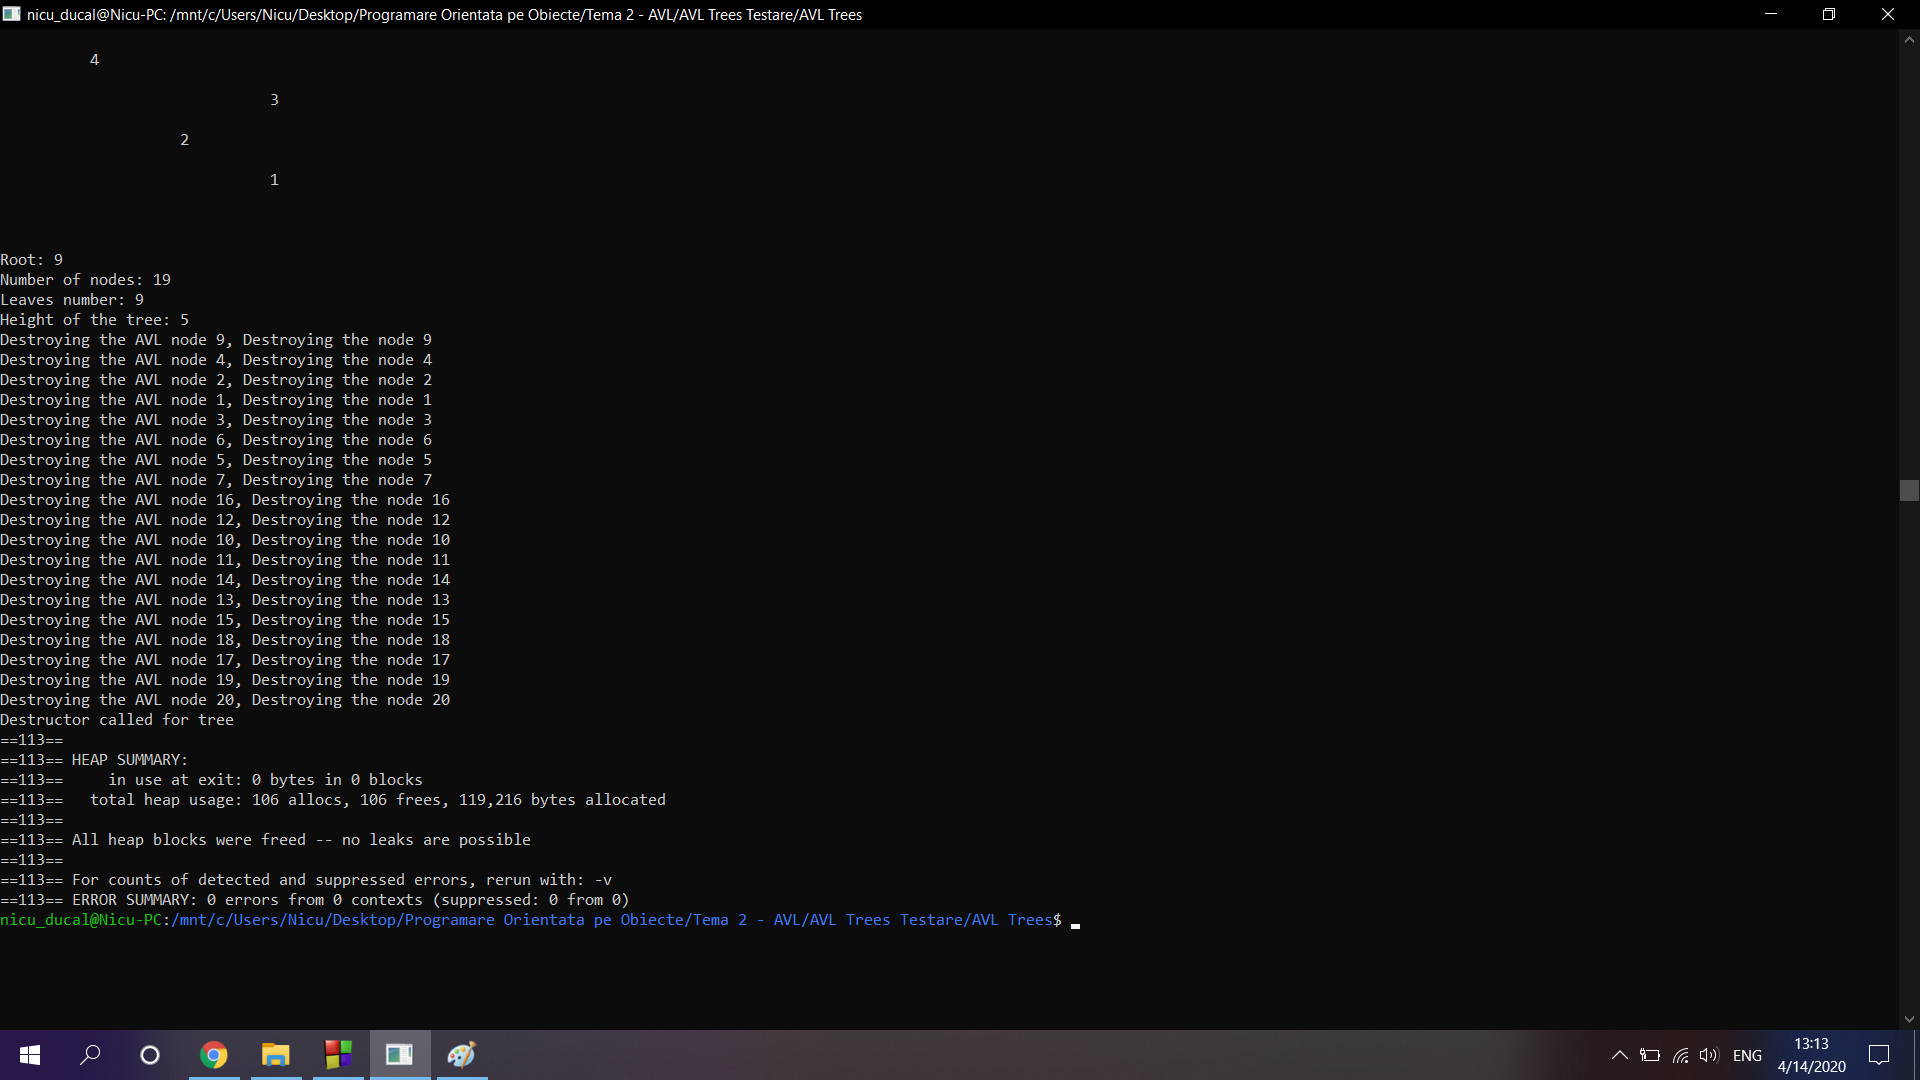 nicu_ducal@Nicu-PC: /mnt/c/Users/Nicu/Desktop/Programare Orientata pe Obiecte/Tema 2 - AVL/AVL Trees Testare/AVL Trees
4
3
2
1
Root: 9
Number of nodes: 19
Leaves number: 9
Height of the tree: 5
Destroying the AVL node 9, Destroying the node 9
Destroying the AVL node 4, Destroying the node 4
Destroying the AVL node 2, Destroying the node 2
Destroying the AVL node 1, Destroying the node 1
Destroying the AVL node 3, Destroying the node 3
Destroying the AVL node 6, Destroying the node 6
Destroying the AVL node 5, Destroying the node 5
Destroying the AVL node 7, Destroying the node 7
Destroying the AVL node 16, Destroying the node 16
Destroying the AVL node 12, Destroying the node 12
Destroying the AVL node 10, Destroying the node 10
Destroying the AVL node 11, Destroying the node 11
Destroying the AVL node 14, Destroying the node 14
Destroying the AVL node 13, Destroying the node 13
Destroying the AVL node 15, Destroying the node 15
Destroying the AVL node 18, Destroying the node 18
Destroying the AVL node 17, Destroying the node 17
Destroying the AVL node 19, Destroying the node 19
Destroying the AVL node 20, Destroying the node 20
Destructor called for tree
==113==
==113== HEAP SUMMARY:
==113==     in use at exit: 0 bytes in 0 blocks
==113==   total heap usage: 106 allocs, 106 frees, 119,216 bytes allocated
==113==
==113== All heap blocks were freed -- no leaks are possible
==113==
==113== For counts of detected and suppressed errors, rerun with: -v
==113== ERROR SUMMARY: 0 errors from 0 contexts (suppressed: 0 from 0)
nicu_ducal@Nicu-PC:/mnt/c/Users/Nicu/Desktop/Programare Orientata pe Obiecte/Tema 2 - AVL/AVL Trees Testare/AVL Trees$
ENG
13:13
4/14/2020